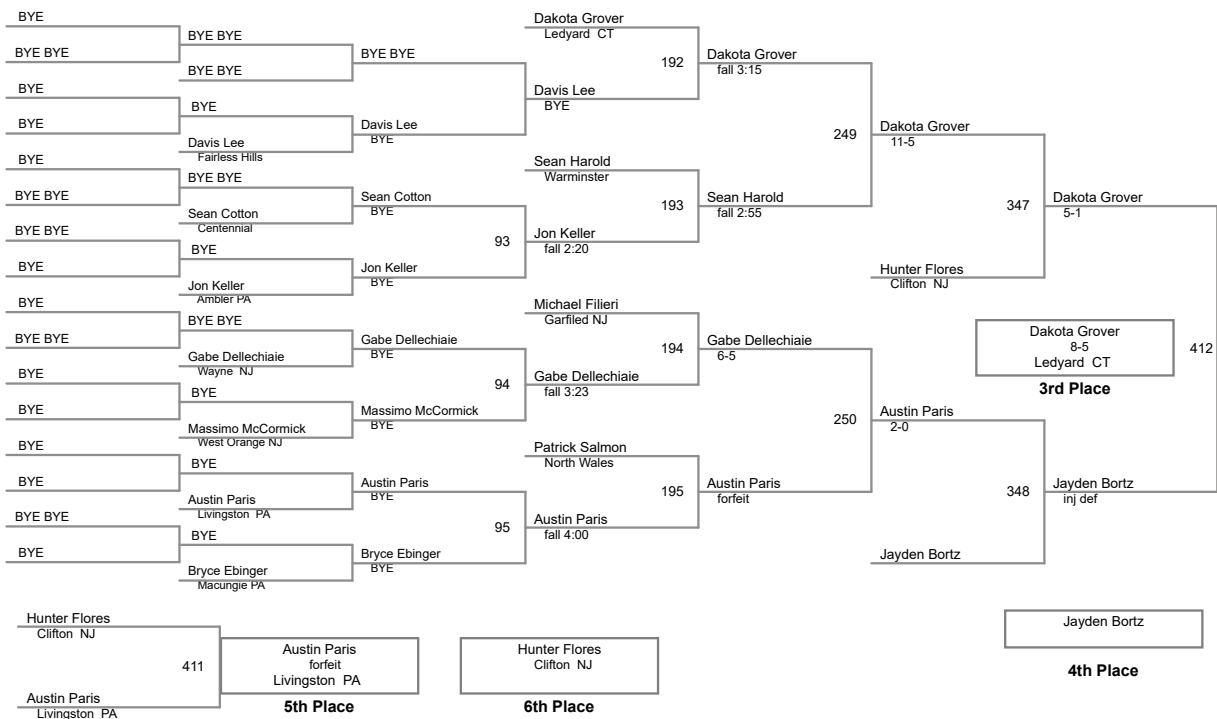 BYE
BYE BYE
BYE
BYE
BYE
BYE BYE
BYE BYE
BYE
BYE
BYE BYE
BYE
BYE
BYE
BYE
BYE BYE
BYE
BYE BYE
BYE BYE
BYE
Davis Lee
Fairless Hills
BYE BYE
Sean Cotton
Centennial
BYE
Jon Keller
Ambler PA
BYE BYE
Gabe Dellechiaie
Wayne NJ
BYE
Massimo McCormick
West Orange NJ
BYE
Austin Paris
Livingston PA
BYE
Bryce Ebinger
Macungie PA
BYE BYE
Davis Lee
BYE
Sean Cotton
BYE
93
Jon Keller
BYE
Gabe Dellechiaie
BYE
94
Massimo McCormick
BYE
Austin Paris
BYE
95
Bryce Ebinger
BYE
Dakota Grover
Ledyard CT
192
Davis Lee
BYE
Sean Harold
Warminster
193
Jon Keller
fall 2:20
Michael Filieri
Garfiled NJ
194
Gabe Dellechiaie
fall 3:23
Patrick Salmon
North Wales
195
Austin Paris
fall 4:00
Dakota Grover
fall 3:15
249
Sean Harold
fall 2:55
Gabe Dellechiaie
6-5
250
Austin Paris
forfeit
Dakota Grover
11-5
347
Hunter Flores
Clifton NJ
Austin Paris
2-0
348
Jayden Bortz
Dakota Grover
5-1
412
Jayden Bortz
inj def
Dakota Grover
8-5
Ledyard CT
3rd Place
Jayden Bortz
4th Place
Hunter Flores
Clifton NJ
411
Austin Paris
Livingston PA
Austin Paris
forfeit
Livingston PA
5th Place
Hunter Flores
Clifton NJ
6th Place